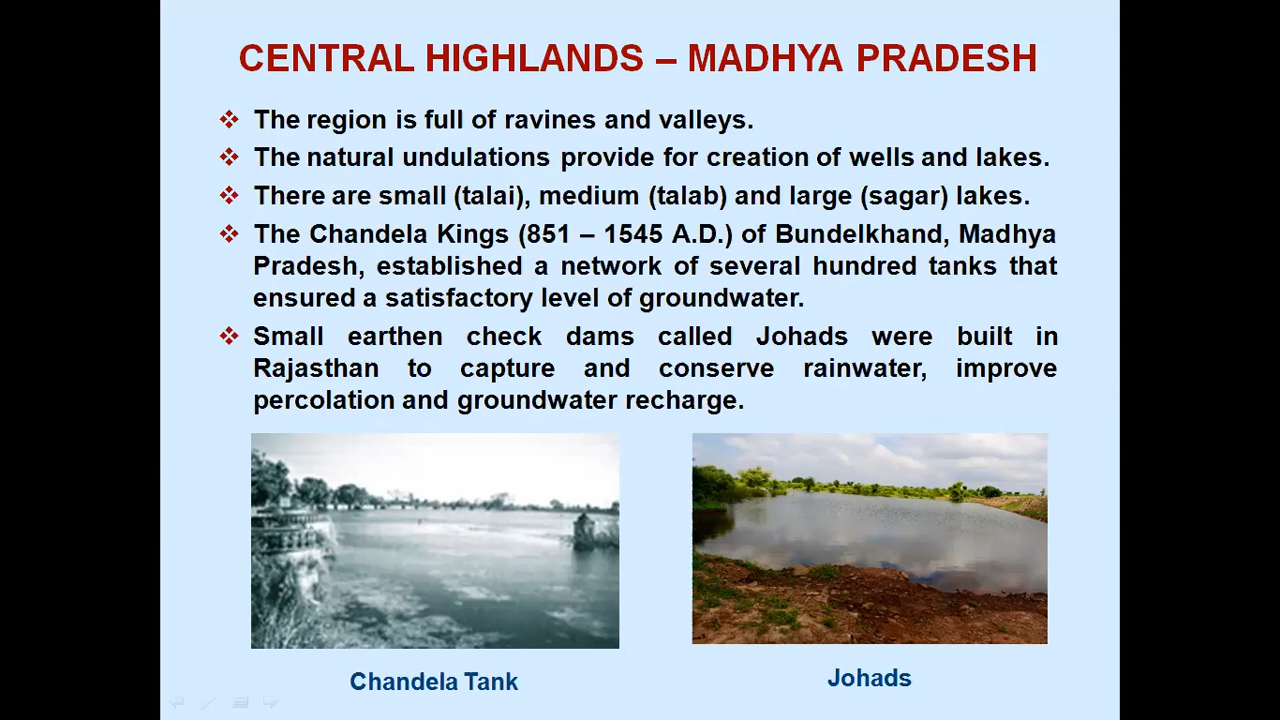 CENTRAL HIGHLANDS – MADHYA PRADESH
The region is full of ravines and valleys.
The natural undulations provide for creation of wells and lakes.
There are small (talai), medium (talab) and large (sagar) lakes.
The Chandela Kings (851 – 1545 A.D.) of Bundelkhand, Madhya
Pradesh, established a network of several hundred tanks that
ensured a satisfactory level of groundwater.
Small earthen check dams called Johads were built in
Rajasthan to capture and conserve rainwater, improve
percolation and groundwater recharge.
Chandela Tank
Johads